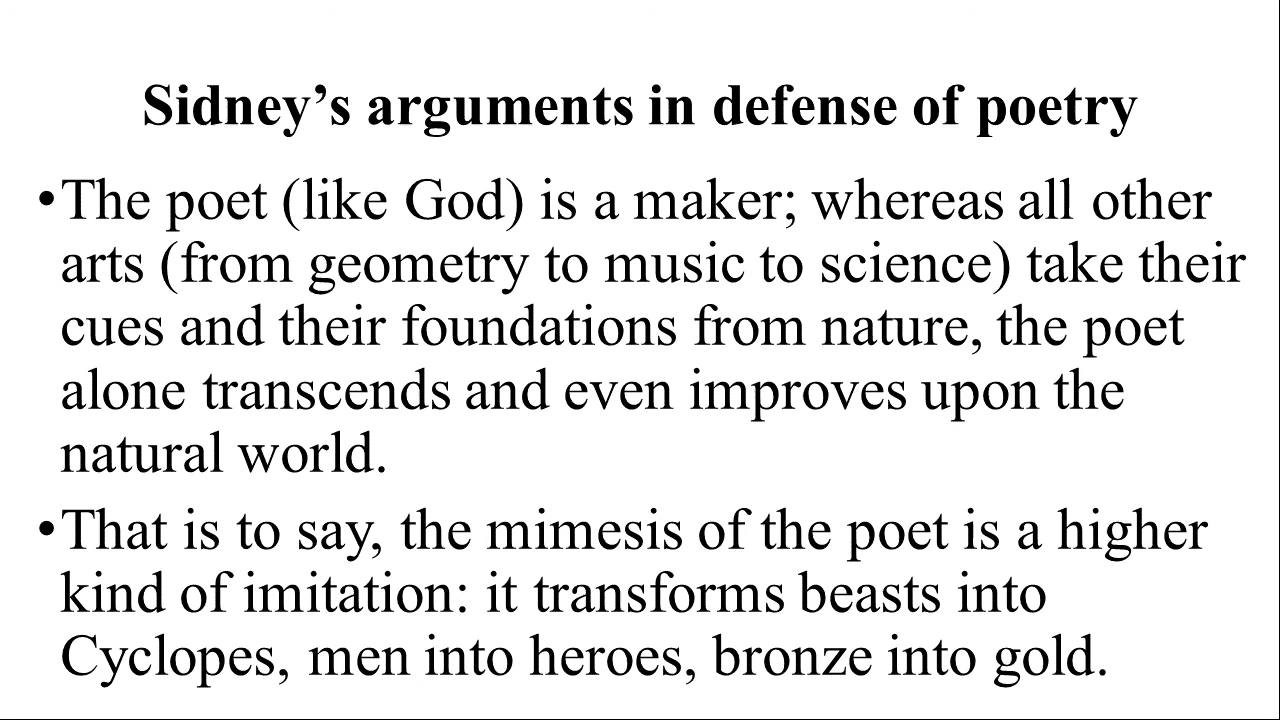 Sidney’s arguments in defense of poetry
•The poet (like God) is a maker; whereas all other
arts (from geometry to music to science) take their
cues and their foundations from nature, the poet
alone transcends and even improves upon the
natural world.
•That is to say, the mimesis of the poet is a higher
kind of imitation: it transforms beasts into
Cyclopes, men into heroes, bronze into gold.